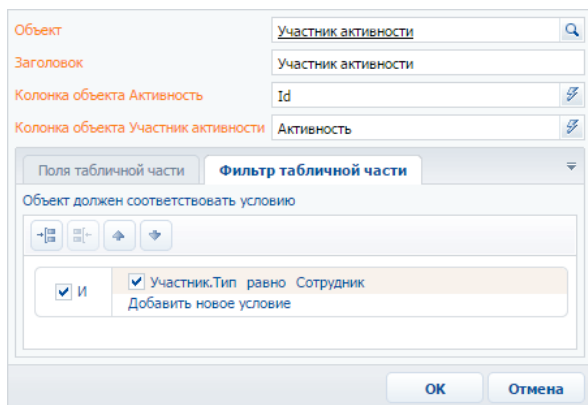 Объект Участник активности
Заголовок Участник активности
Колонка объекта Активность Id
Колонка объекта Участник активности Активность
Поля табличной части Фильтр табличной части
Объект должен соответствовать условию
И Участник.Тип равно Сотрудник
Добавить новое условие
ОК Отмена